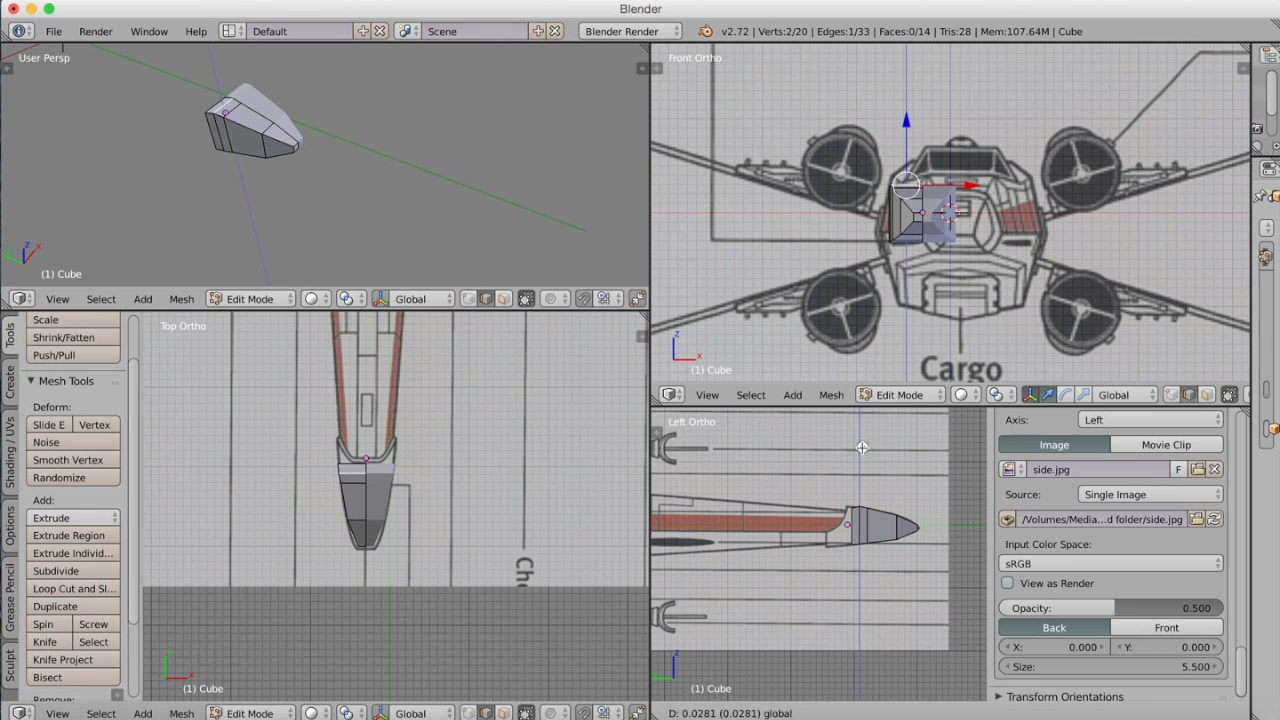 Blender
File Render Window Help Default Scene Blender Render v2.72 | Verts:2/20 | Edges:1/33 | Faces:0/14 | Tris:28 | Mem:107.64M | Cube
User Persp
(1) Cube
View Select Add Mesh Edit Mode Global
Front Ortho
Cargo
(1) Cube
View Select Add Mesh Edit Mode Global
Tools
Create
Shading / UVs
Options
Grease Pencil
Sculpt
Scale
Shrink/Fatten
Push/Pull
Mesh Tools
Deform:
Slide E Vertex
Noise
Smooth Vertex
Randomize
Add:
Extrude
Extrude Region
Extrude Individ...
Subdivide
Loop Cut and Sl...
Duplicate
Spin Screw
Knife Select
Knife Project
Bisect
Remove:
Top Ortho
(1) Cube
View Select Add Mesh Edit Mode Global
Left Ortho
(1) Cube
D: 0.0281 (0.0281) global
Axis: Left
Image Movie Clip
side.jpg F
Source: Single Image
/Volumes/Media...d folder/side.jpg
Input Color Space:
sRGB
View as Render
Opacity: 0.500
Back Front
X: 0.000 Y: 0.000
Size: 5.500
Transform Orientations